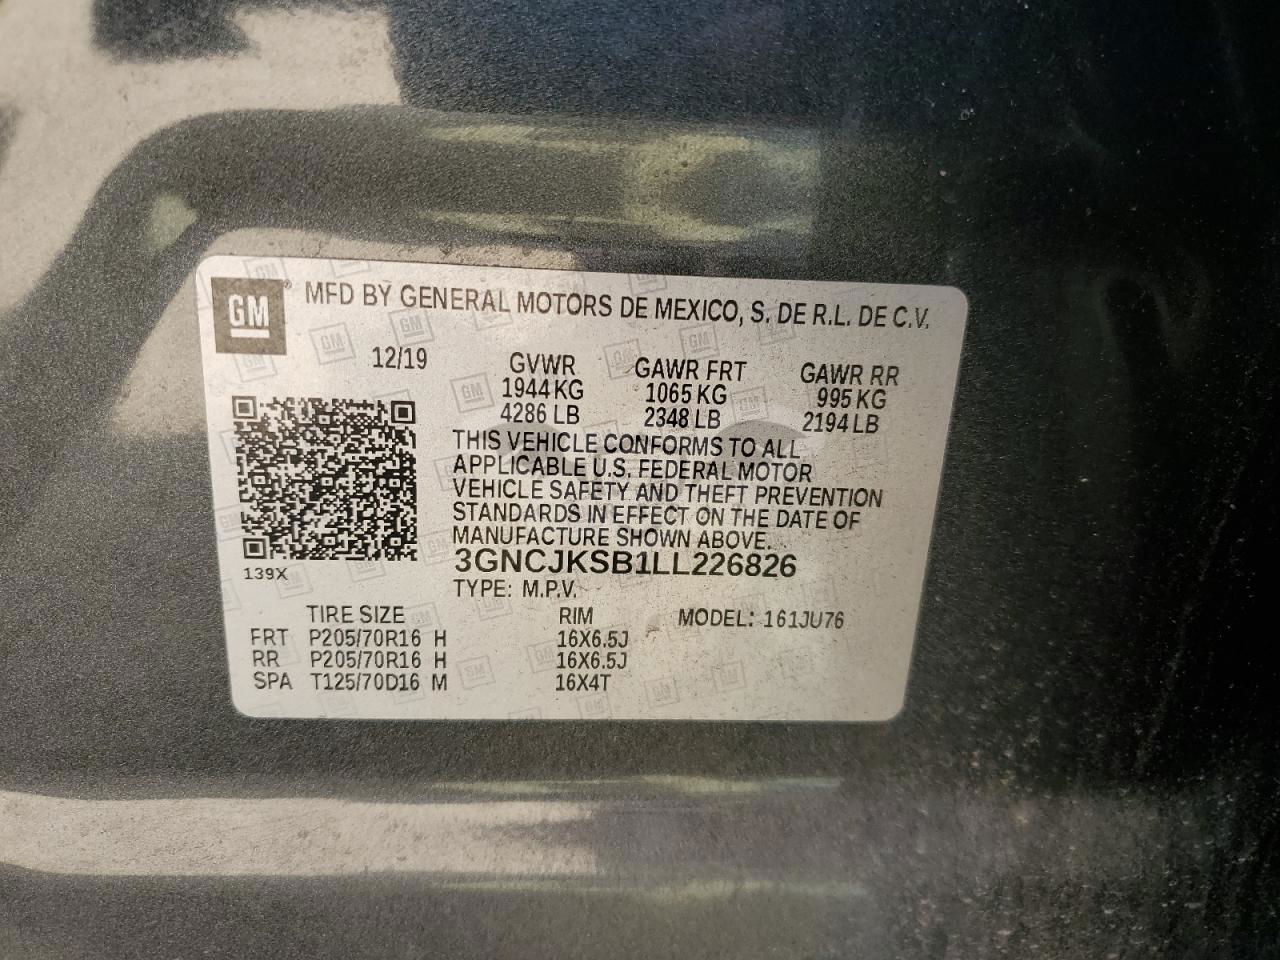 GM® MFD BY GENERAL MOTORS DE MEXICO, S. DE R.L. DE C.V.
12/19 GVWR GAWR FRT GAWR RR
1944 KG 1065 KG 995 KG
4286 LB 2348 LB 2194 LB
THIS VEHICLE CONFORMS TO ALL
APPLICABLE U.S. FEDERAL MOTOR
VEHICLE SAFETY AND THEFT PREVENTION
STANDARDS IN EFFECT ON THE DATE OF
MANUFACTURE SHOWN ABOVE.
3GNCJKSB1LL226826
139X
TYPE: M.P.V.
TIRE SIZE RIM MODEL: 161JU76
FRT P205/70R16 H 16X6.5J
RR P205/70R16 H 16X6.5J
SPA T125/70D16 M 16X4T